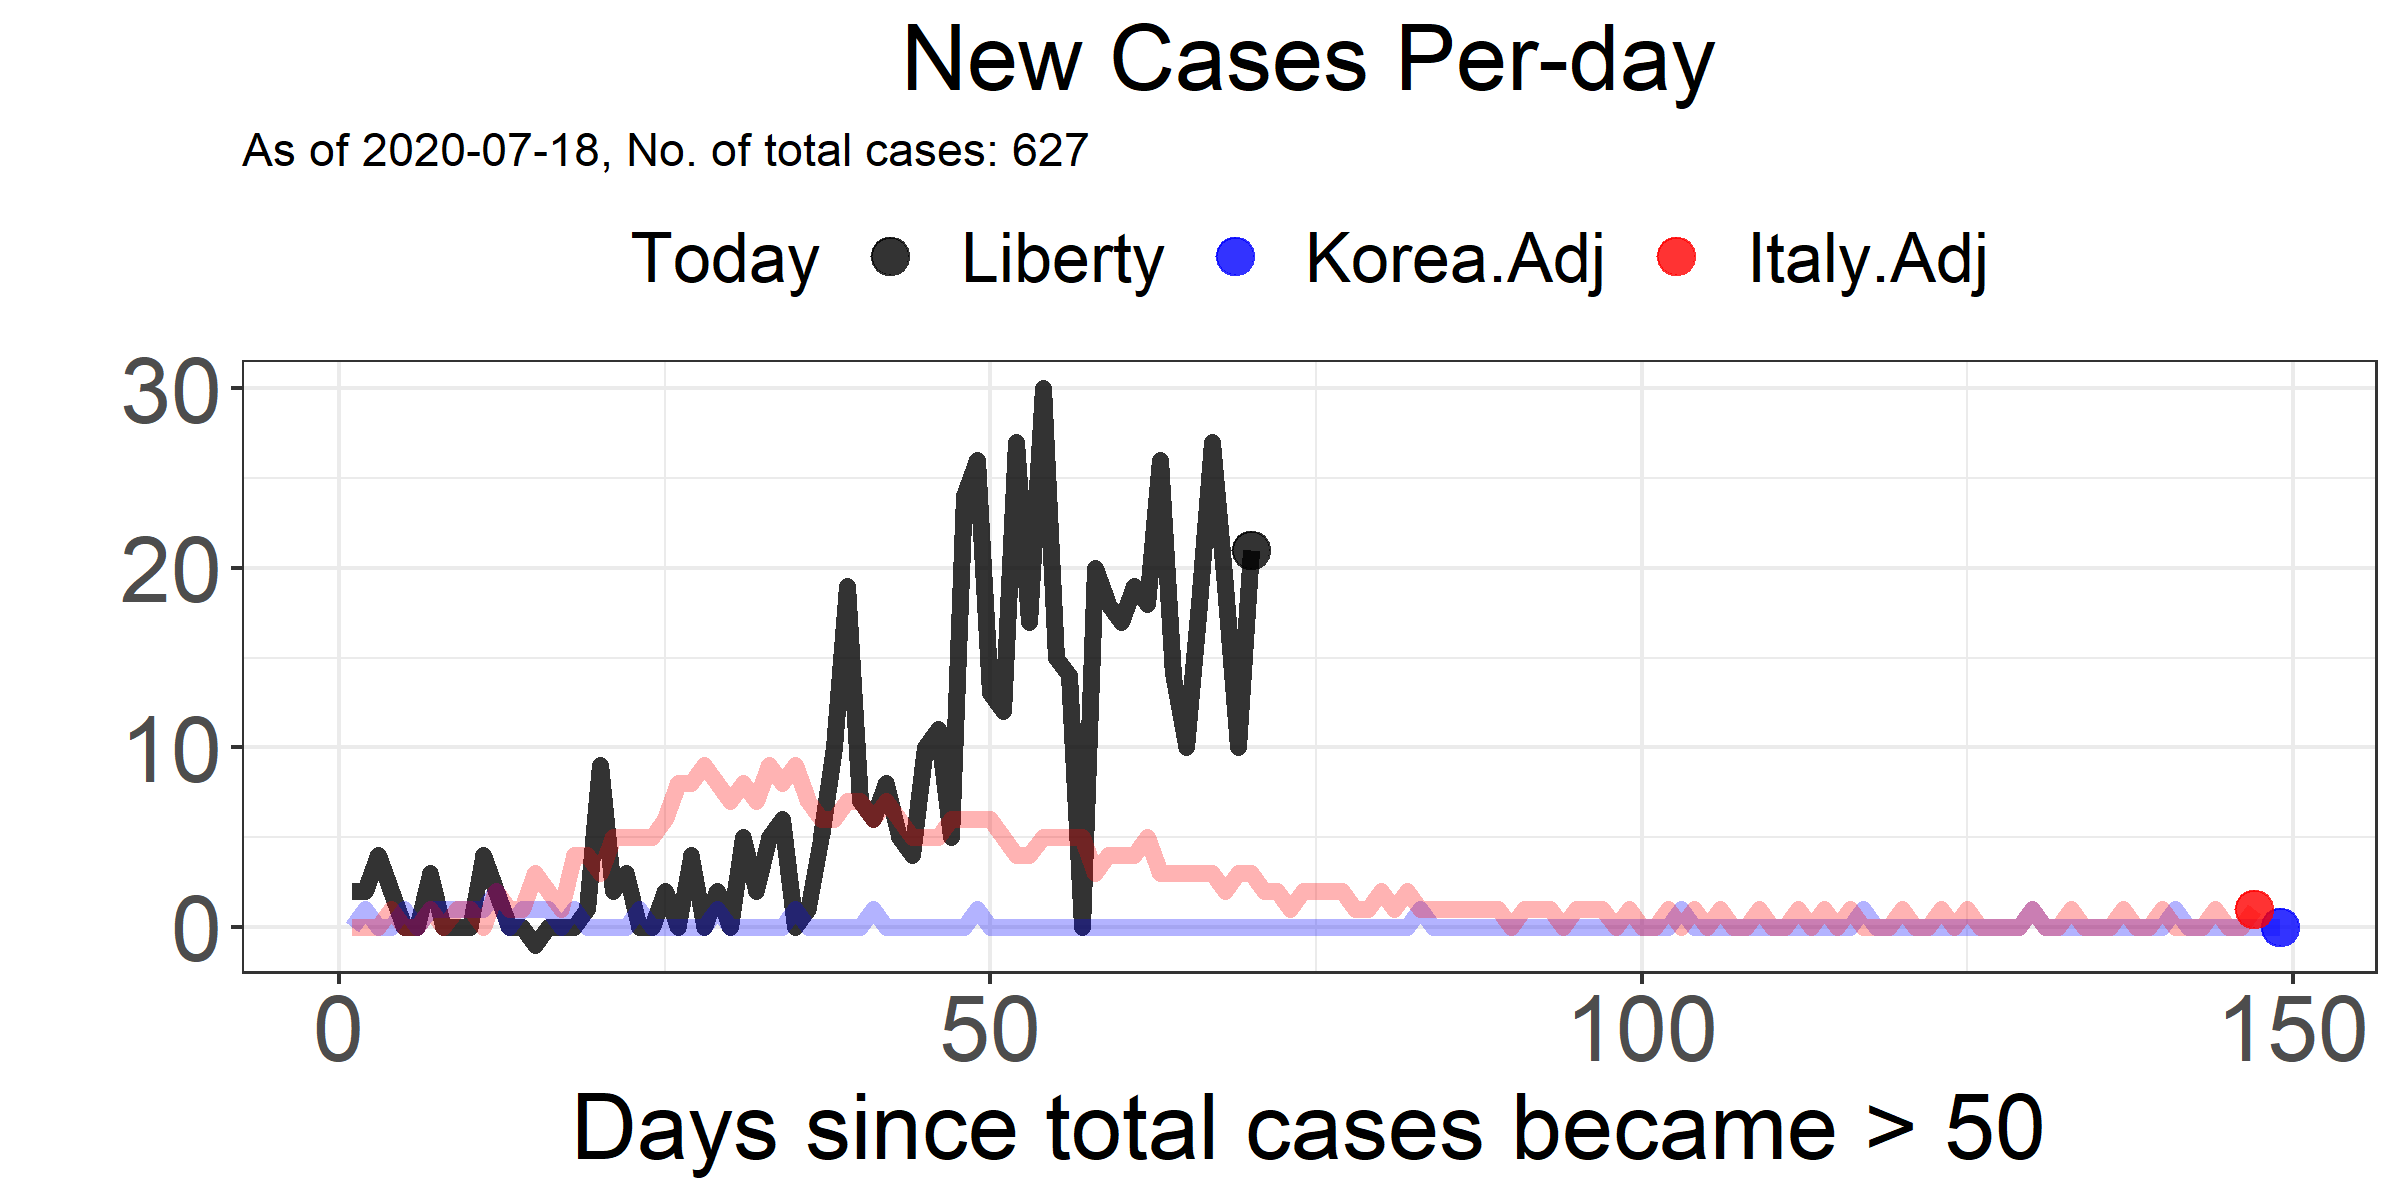 New Cases Per-day
As of 2020-07-18, No. of total cases: 627
Today Liberty Korea.Adj Italy.Adj
30
20
10
0
0 50 100 150
Days since total cases became > 50